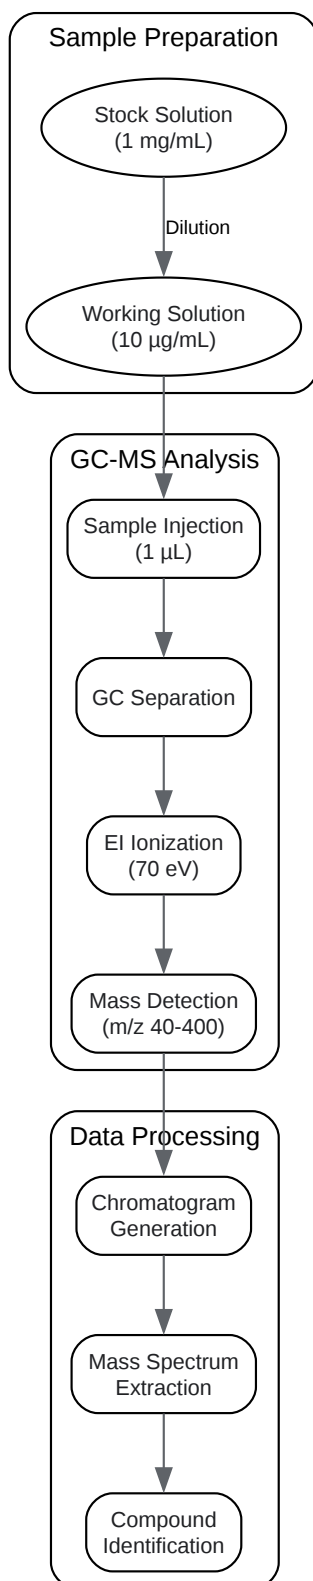 Sample Preparation
Stock Solution
(1 mg/mL)
Dilution
Working Solution
(10 µg/mL)
GC-MS Analysis
Sample Injection
(1 µL)
GC Separation
EI Ionization
(70 eV)
Mass Detection
(m/z 40-400)
Data Processing
Chromatogram
Generation
Mass Spectrum
Extraction
Compound
Identification